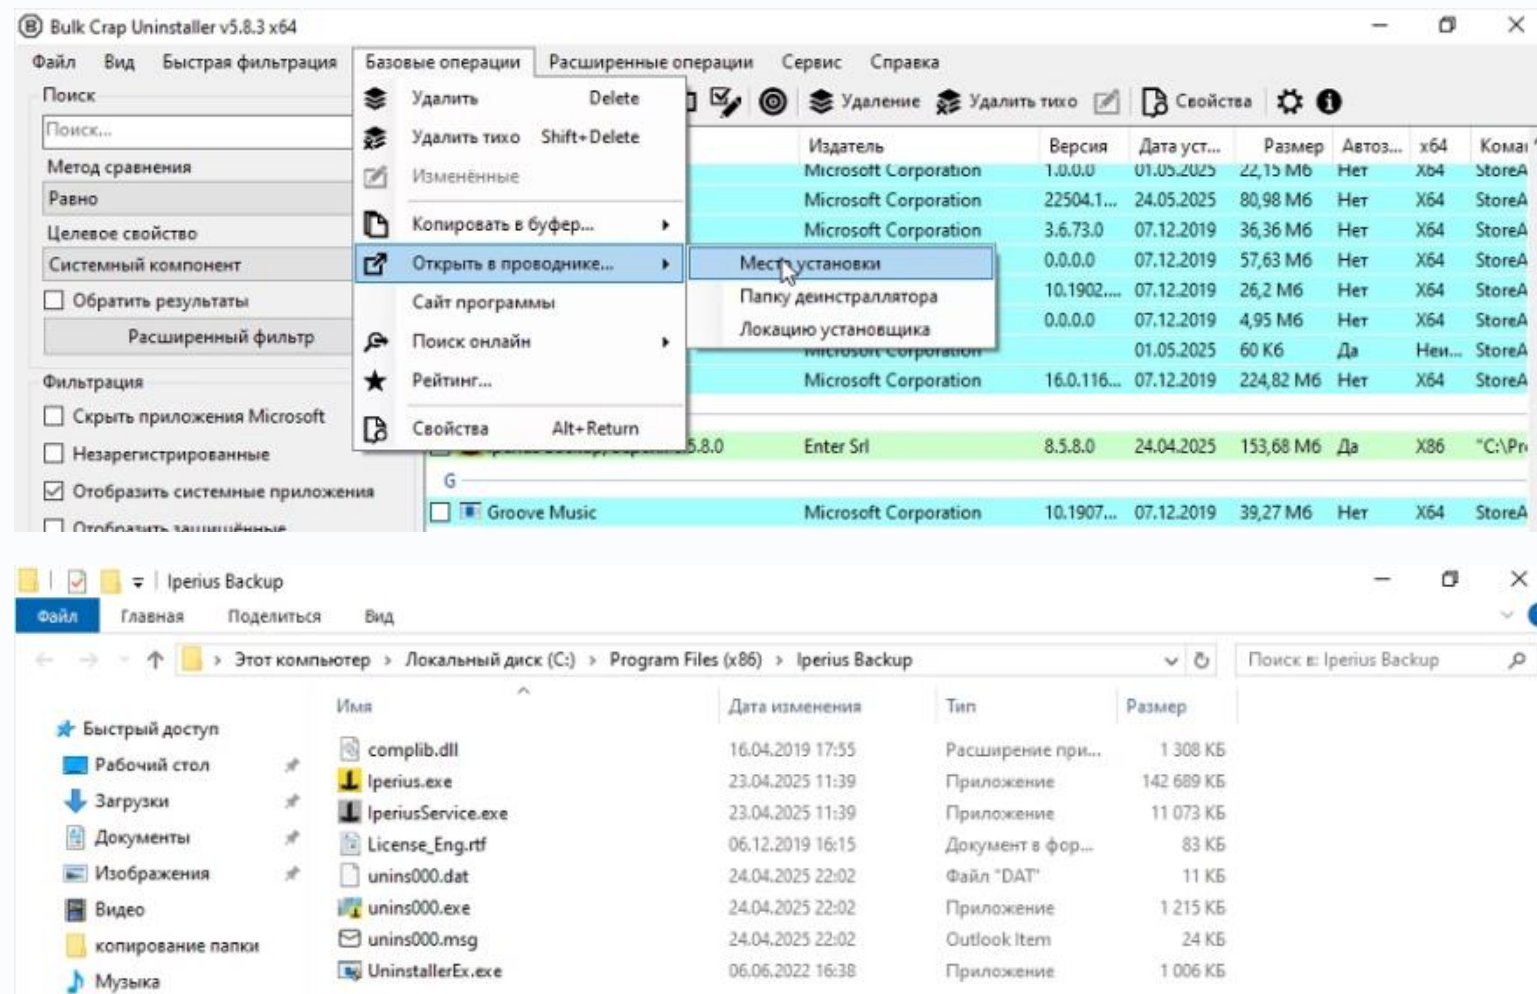 Bulk Crap Uninstaller v5.8.3 x64
Файл Вид Быстрая фильтрация Базовые операции Расширенные операции Сервис Справка
Поиск
Поиск...
Метод сравнения
Равно
Целевое свойство
Системный компонент
Обратить результаты
Расширенный фильтр
Фильтрация
Скрыть приложения Microsoft
Незарегистрированные
Отобразить системные приложения
Отобразить защищённые
Удалить Delete
Удалить тихо Shift+Delete
Изменённые
Копировать в буфер...
Открыть в проводнике...
Сайт программы
Поиск онлайн
Рейтинг...
Свойства Alt+Return
Место установки
Папку деинстраллятора
Локацию установщика
Удаление Удалить тихо Свойства
Издатель Версия Дата уст... Размер Автоз... x64 Кома
Microsoft Corporation 1.0.0.0 01.05.2025 22,15 Мб Нет X64 StoreA
Microsoft Corporation 22504.1... 24.05.2025 80,98 Мб Нет X64 StoreA
Microsoft Corporation 3.6.73.0 07.12.2019 36,36 Мб Нет X64 StoreA
0.0.0.0 07.12.2019 57,63 Мб Нет X64 StoreA
10.1902.... 07.12.2019 26,2 Мб Нет X64 StoreA
0.0.0.0 07.12.2019 4,95 Мб Нет X64 StoreA
Microsoft Corporation 01.05.2025 60 Кб Да Неи... StoreA
Microsoft Corporation 16.0.116... 07.12.2019 224,82 Мб Нет X64 StoreA
5.8.0 Enter Srl 8.5.8.0 24.04.2025 153,68 Мб Да X86 "C:\Pr
G
Groove Music Microsoft Corporation 10.1907... 07.12.2019 39,27 Мб Нет X64 StoreA
Iperius Backup
Файл Главная Поделиться Вид
Этот компьютер > Локальный диск (C:) > Program Files (x86) > Iperius Backup
Поиск в: Iperius Backup
Быстрый доступ
Рабочий стол
Загрузки
Документы
Изображения
Видео
копирование папки
Музыка
Имя Дата изменения Тип Размер
complib.dll 16.04.2019 17:55 Расширение при... 1 308 КБ
Iperius.exe 23.04.2025 11:39 Приложение 142 689 КБ
IperiusService.exe 23.04.2025 11:39 Приложение 11 073 КБ
License_Eng.rtf 06.12.2019 16:15 Документ в фор... 83 КБ
unins000.dat 24.04.2025 22:02 Файл "DAT" 11 КБ
unins000.exe 24.04.2025 22:02 Приложение 1 215 КБ
unins000.msg 24.04.2025 22:02 Outlook Item 24 КБ
UninstallerEx.exe 06.06.2022 16:38 Приложение 1 006 КБ